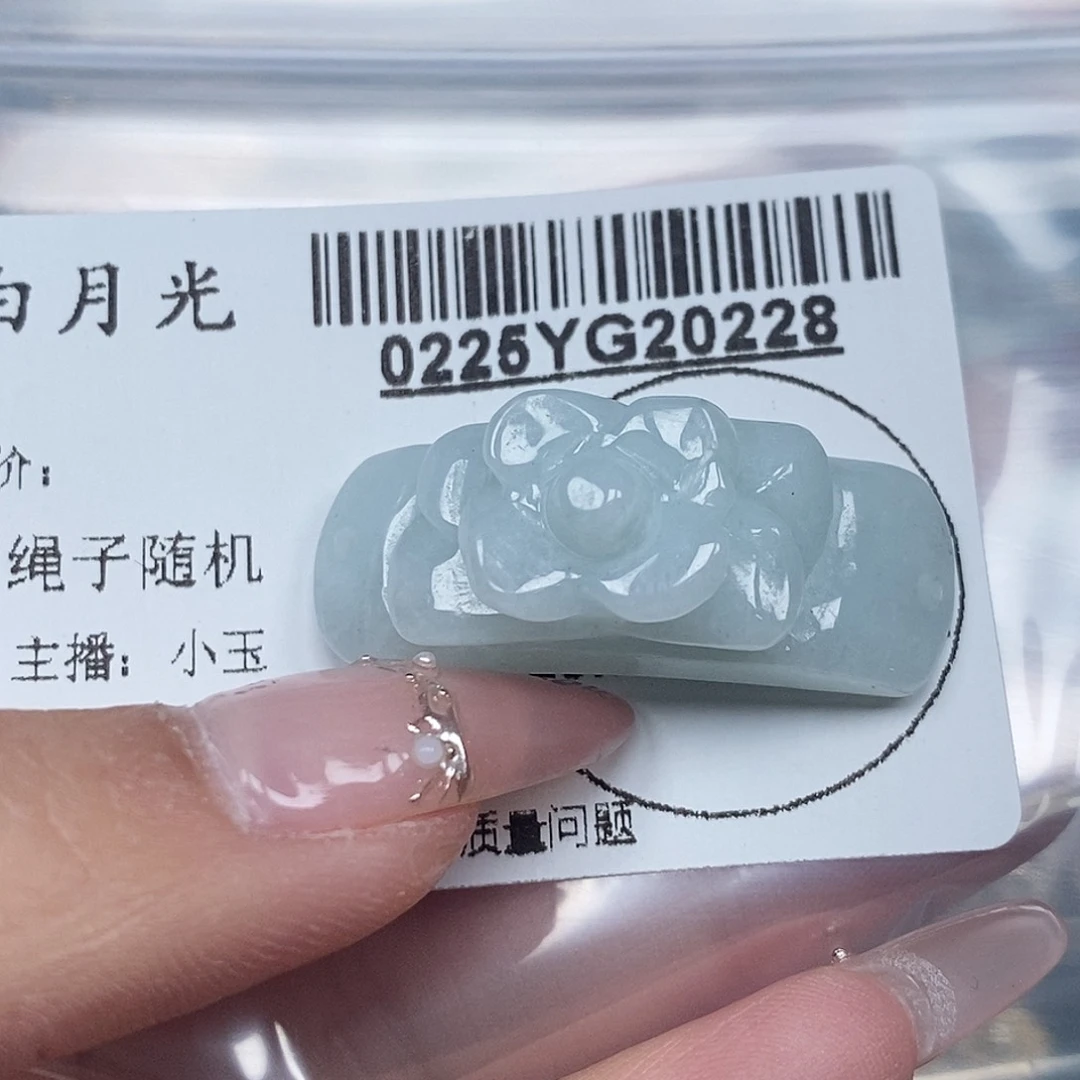 白月光
0225YG20228
价：
绳子随机
主播：小玉
质量问题